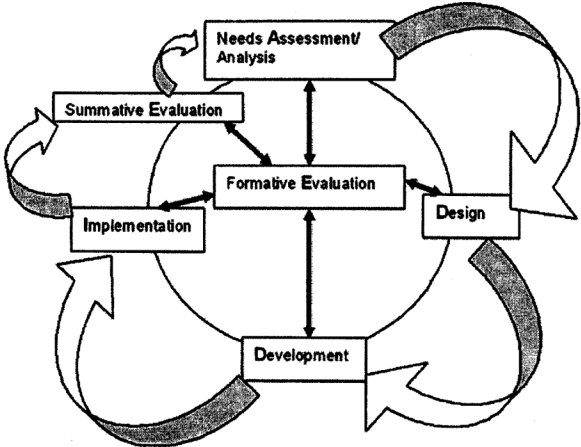 Needs Assessment/
Analysis
Summative Evaluation
Formative Evaluation
Design
Implementation
Development